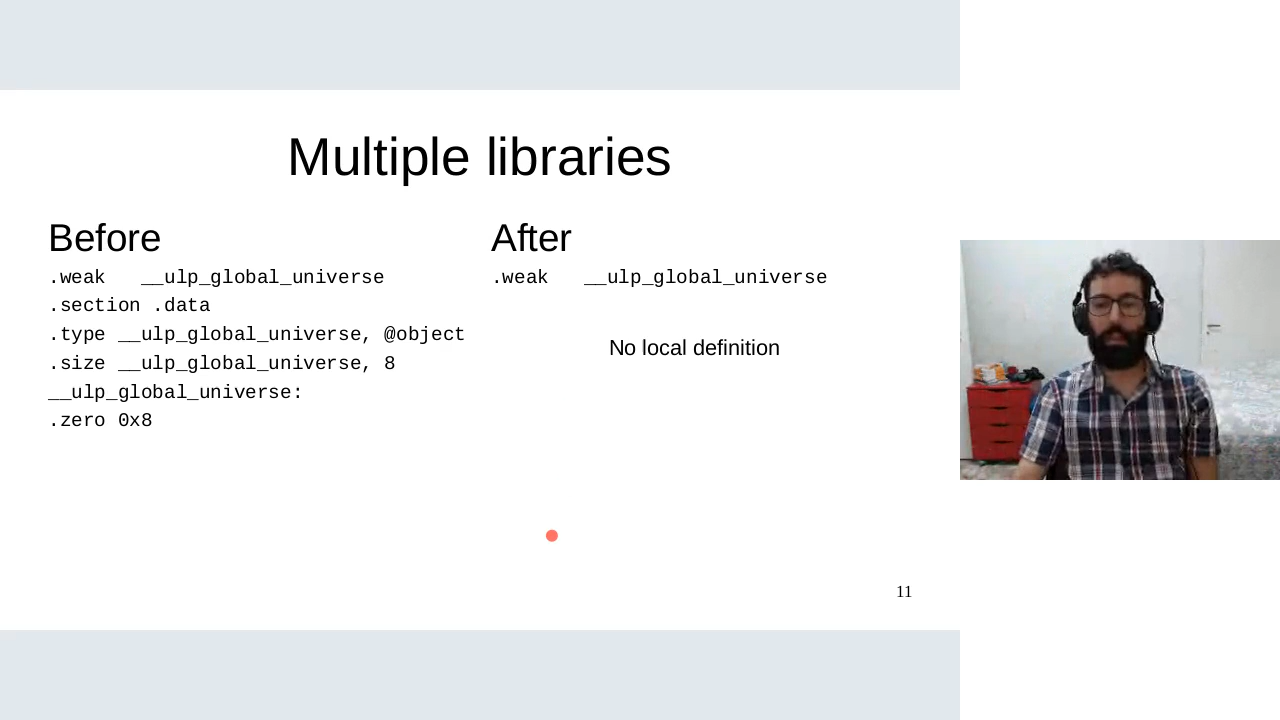 Multiple libraries
Before
.weak   __ulp_global_universe
.section .data
.type __ulp_global_universe, @object
.size __ulp_global_universe, 8
__ulp_global_universe:
.zero 0x8
After
.weak   __ulp_global_universe
No local definition
11